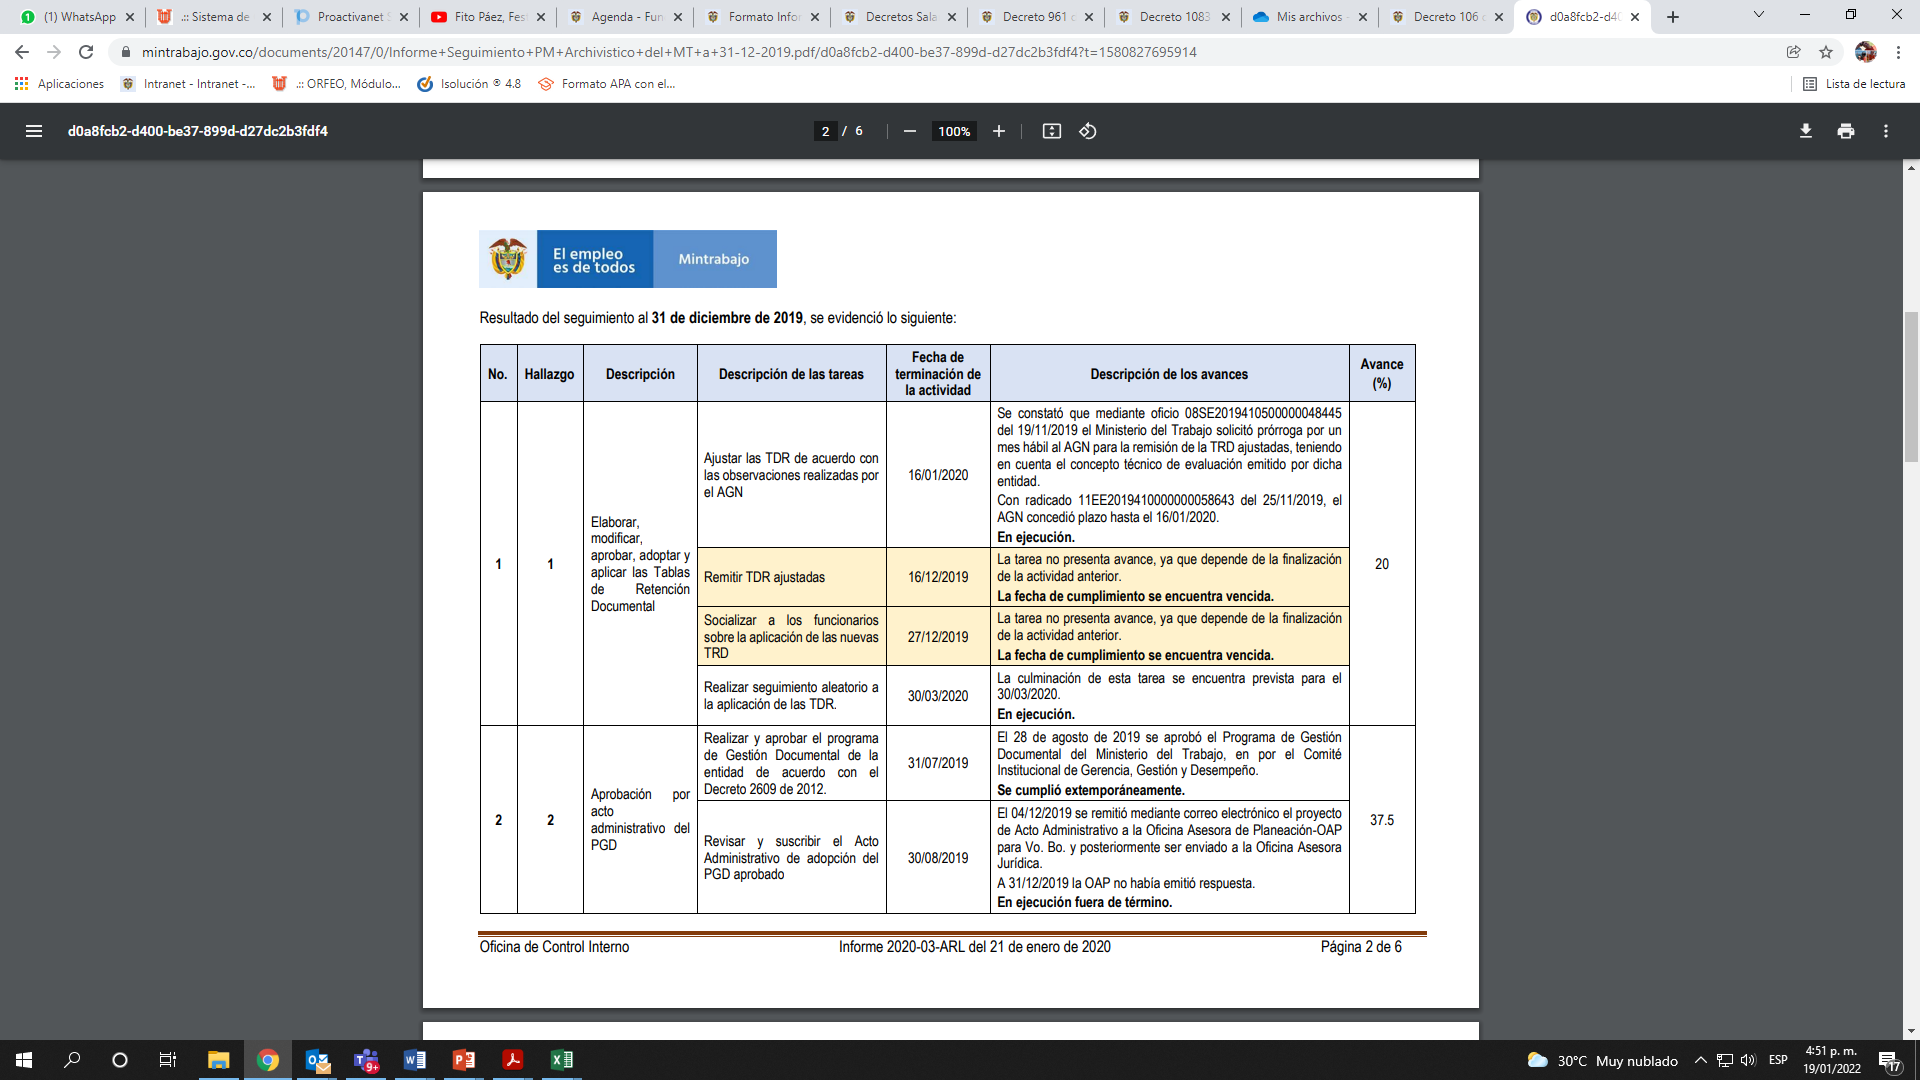 (1) WhatsApp
.:: Sistema de
Proactivanet S
Fito Páez, Fes
Agenda - Fun
Formato Infor
Decretos Sala
Decreto 961 d
Decreto 1083
Mis archivos -
Decreto 106 d
d0a8fcb2-d40
mintrabajo.gov.co/documents/20147/0/Informe+Seguimiento+PM+Archivistico+del+MT+a+31-12-2019.pdf/d0a8fcb2-d400-be37-899d-d27dc2b3fdf4?t=1580827695914
Aplicaciones
Intranet - Intranet -...
.:: ORFEO, Módulo...
Isolución ® 4.8
Formato APA con el...
Lista de lectura
d0a8fcb2-d400-be37-899d-d27dc2b3fdf4
2 / 6
100%
El empleo
es de todos
Mintrabajo
Resultado del seguimiento al 31 de diciembre de 2019, se evidenció lo siguiente:
No.
Hallazgo
Descripción
Descripción de las tareas
Fecha de
terminación de
la actividad
Descripción de los avances
Avance
(%)
1
1
Elaborar,
modificar,
aprobar, adoptar y
aplicar las Tablas
de Retención
Documental
Ajustar las TDR de acuerdo con
las observaciones realizadas por
el AGN
16/01/2020
Se constató que mediante oficio 08SE2019410500000048445
del 19/11/2019 el Ministerio del Trabajo solicitó prórroga por un
mes hábil al AGN para la remisión de la TRD ajustadas, teniendo
en cuenta el concepto técnico de evaluación emitido por dicha
entidad.
Con radicado 11EE2019410000000058643 del 25/11/2019, el
AGN concedió plazo hasta el 16/01/2020.
En ejecución.
20
Remitir TDR ajustadas
16/12/2019
La tarea no presenta avance, ya que depende de la finalización
de la actividad anterior.
La fecha de cumplimiento se encuentra vencida.
Socializar a los funcionarios
sobre la aplicación de las nuevas
TRD
27/12/2019
La tarea no presenta avance, ya que depende de la finalización
de la actividad anterior.
La fecha de cumplimiento se encuentra vencida.
Realizar seguimiento aleatorio a
la aplicación de las TDR.
30/03/2020
La culminación de esta tarea se encuentra prevista para el
30/03/2020.
En ejecución.
2
2
Aprobación por
acto
administrativo del
PGD
Realizar y aprobar el programa
de Gestión Documental de la
entidad de acuerdo con el
Decreto 2609 de 2012.
31/07/2019
El 28 de agosto de 2019 se aprobó el Programa de Gestión
Documental del Ministerio del Trabajo, en por el Comité
Institucional de Gerencia, Gestión y Desempeño.
Se cumplió extemporáneamente.
37.5
Revisar y suscribir el Acto
Administrativo de adopción del
PGD aprobado
30/08/2019
El 04/12/2019 se remitió mediante correo electrónico el proyecto
de Acto Administrativo a la Oficina Asesora de Planeación-OAP
para Vo. Bo. y posteriormente ser enviado a la Oficina Asesora
Jurídica.
A 31/12/2019 la OAP no había emitió respuesta.
En ejecución fuera de término.
Oficina de Control Interno
Informe 2020-03-ARL del 21 de enero de 2020
Página 2 de 6
9+
30°C Muy nublado
ESP
4:51 p. m.
19/01/2022
17